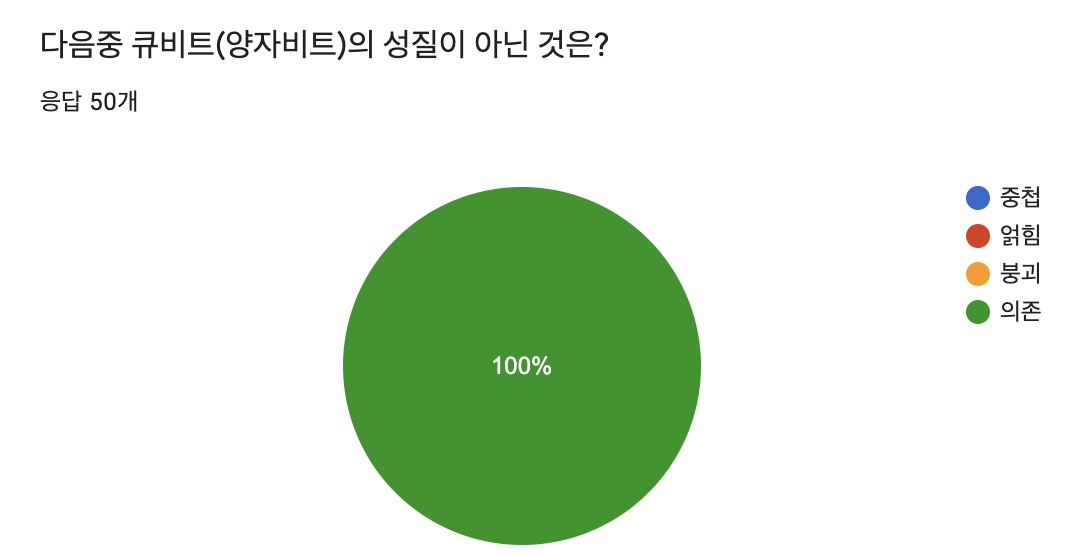 다음중 큐비트(양자비트)의 성질이 아닌 것은?
응답 50개
중첩
얽힘
붕괴
의존
100%